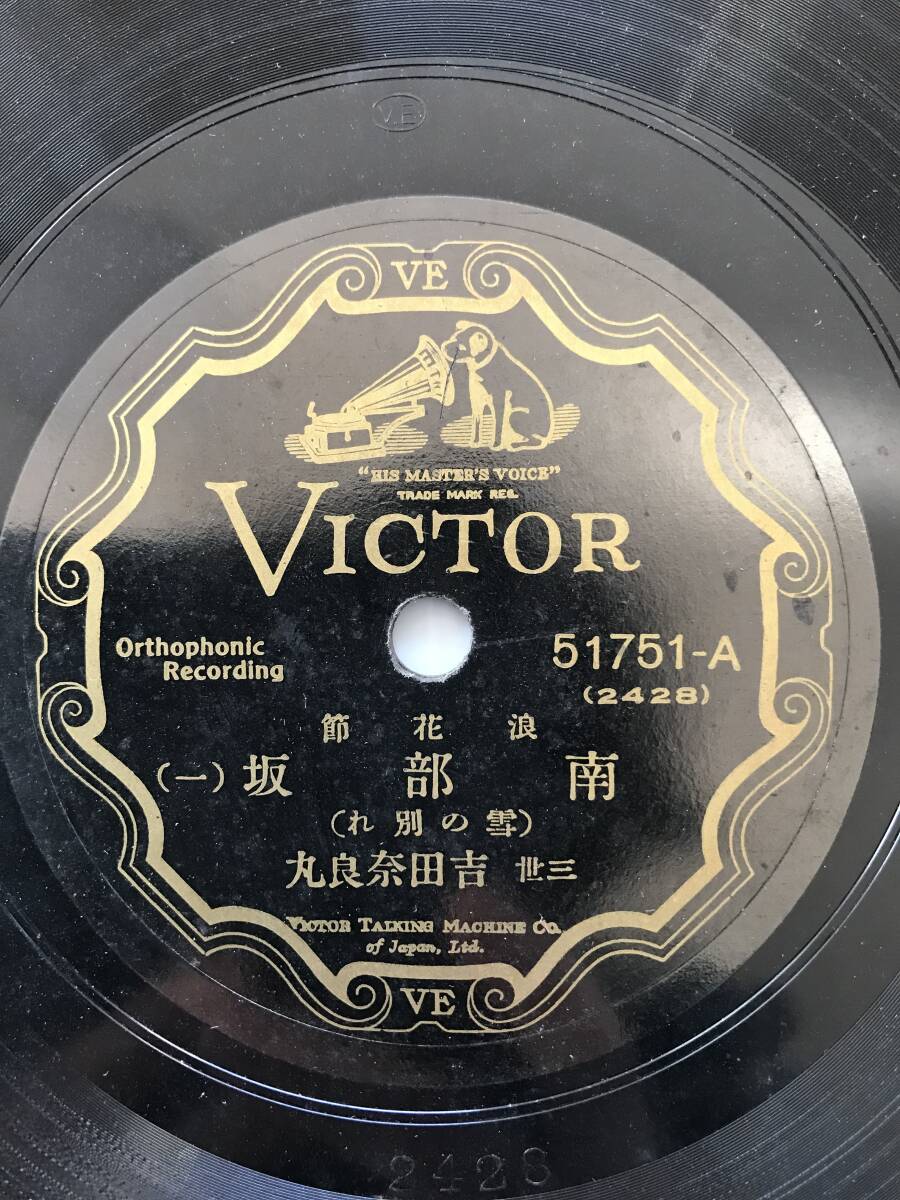 V.E
VE
"HIS MASTER'S VOICE"
TRADE MARK REG.
VICTOR
Orthophonic
Recording
51751-A
(2428)
浪花節
南部坂(一)
(雪の別れ)
三世 吉田奈良丸
VICTOR TALKING MACHINE CO.
of Japan, Ltd.
VE
2428